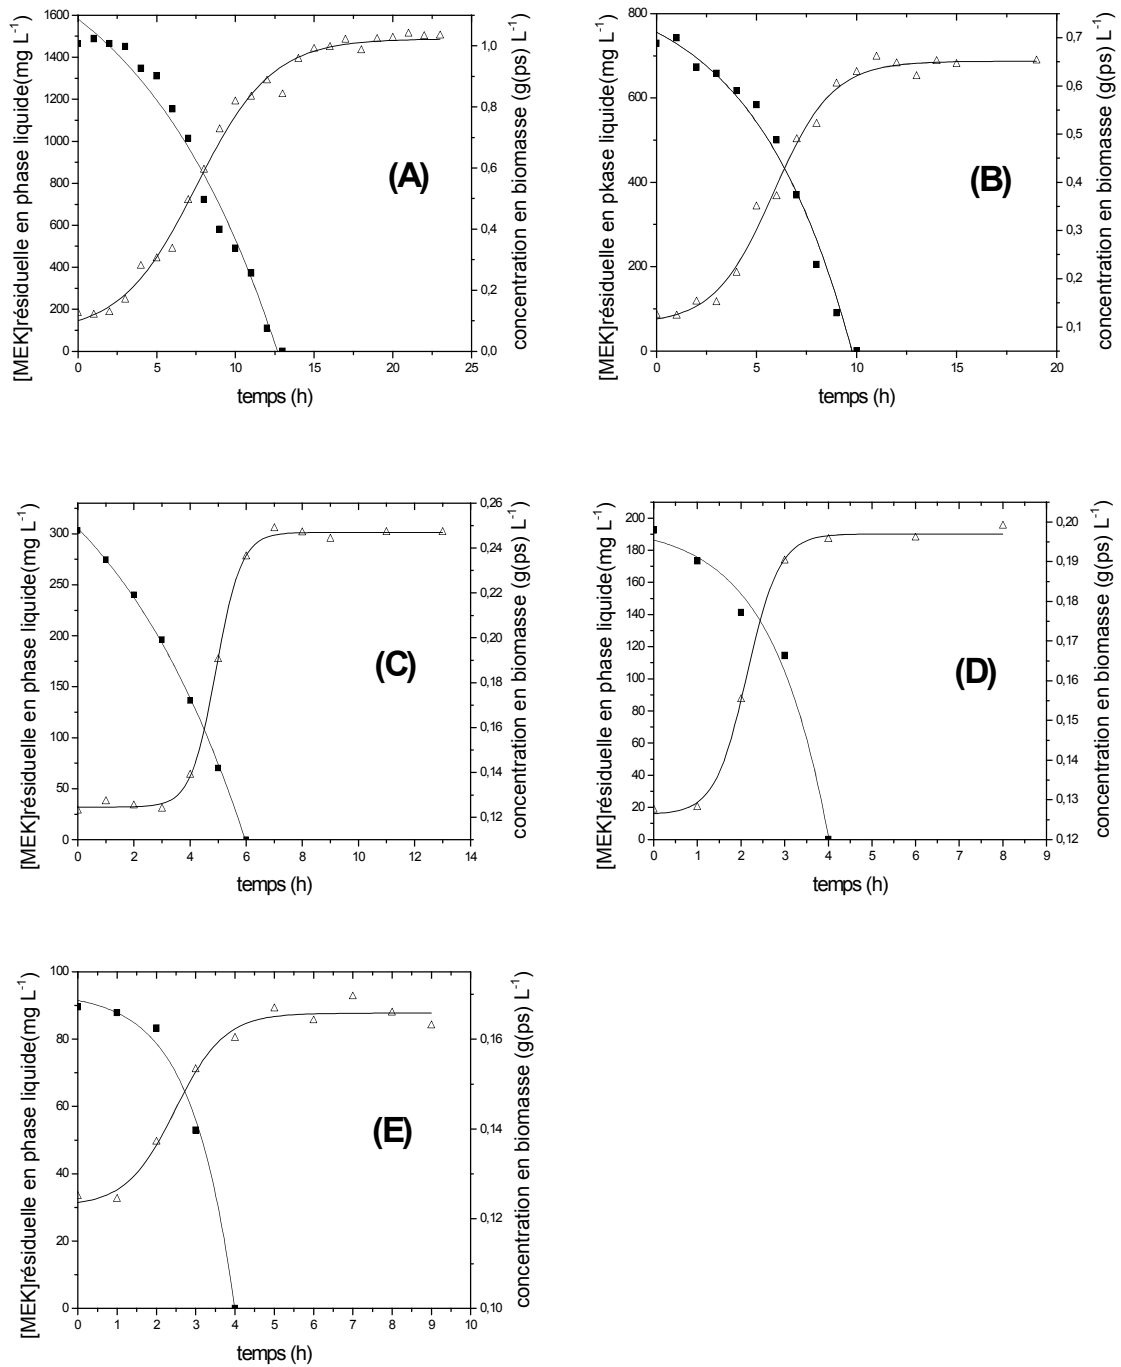 [MEK]résiduelle en phase liquide(mg L⁻¹)
1600
1400
1200
1000
800
600
400
200
0
0 5 10 15 20 25
temps (h)
1,0
0,8
0,6
0,4
0,2
0,0
concentration en biomasse (g(ps) L⁻¹)
(A)
[MEK]résiduelle en pkase liquide(mg L⁻¹)
800
600
400
200
0
0 5 10 15 20
temps (h)
0,7
0,6
0,5
0,4
0,3
0,2
0,1
concentration en biomasse (g(ps) L⁻¹)
(B)
[MEK]résiduelle en phase liquide(mg L⁻¹)
300
250
200
150
100
50
0
0 2 4 6 8 10 12 14
temps (h)
0,26
0,24
0,22
0,20
0,18
0,16
0,14
0,12
concentration en biomasse (g(ps) L⁻¹)
(C)
[MEK]résiduelle en phase liquide(mg L⁻¹)
200
180
160
140
120
100
80
60
40
20
0
0 1 2 3 4 5 6 7 8 9
temps (h)
0,20
0,19
0,18
0,17
0,16
0,15
0,14
0,13
0,12
concentration en biomasse (g(ps) L⁻¹)
(D)
[MEK]résiduelle en phase liquide(mg L⁻¹)
100
80
60
40
20
0
0 1 2 3 4 5 6 7 8 9 10
temps (h)
0,16
0,14
0,12
0,10
concentration en biomasse (g(ps) L⁻¹)
(E)